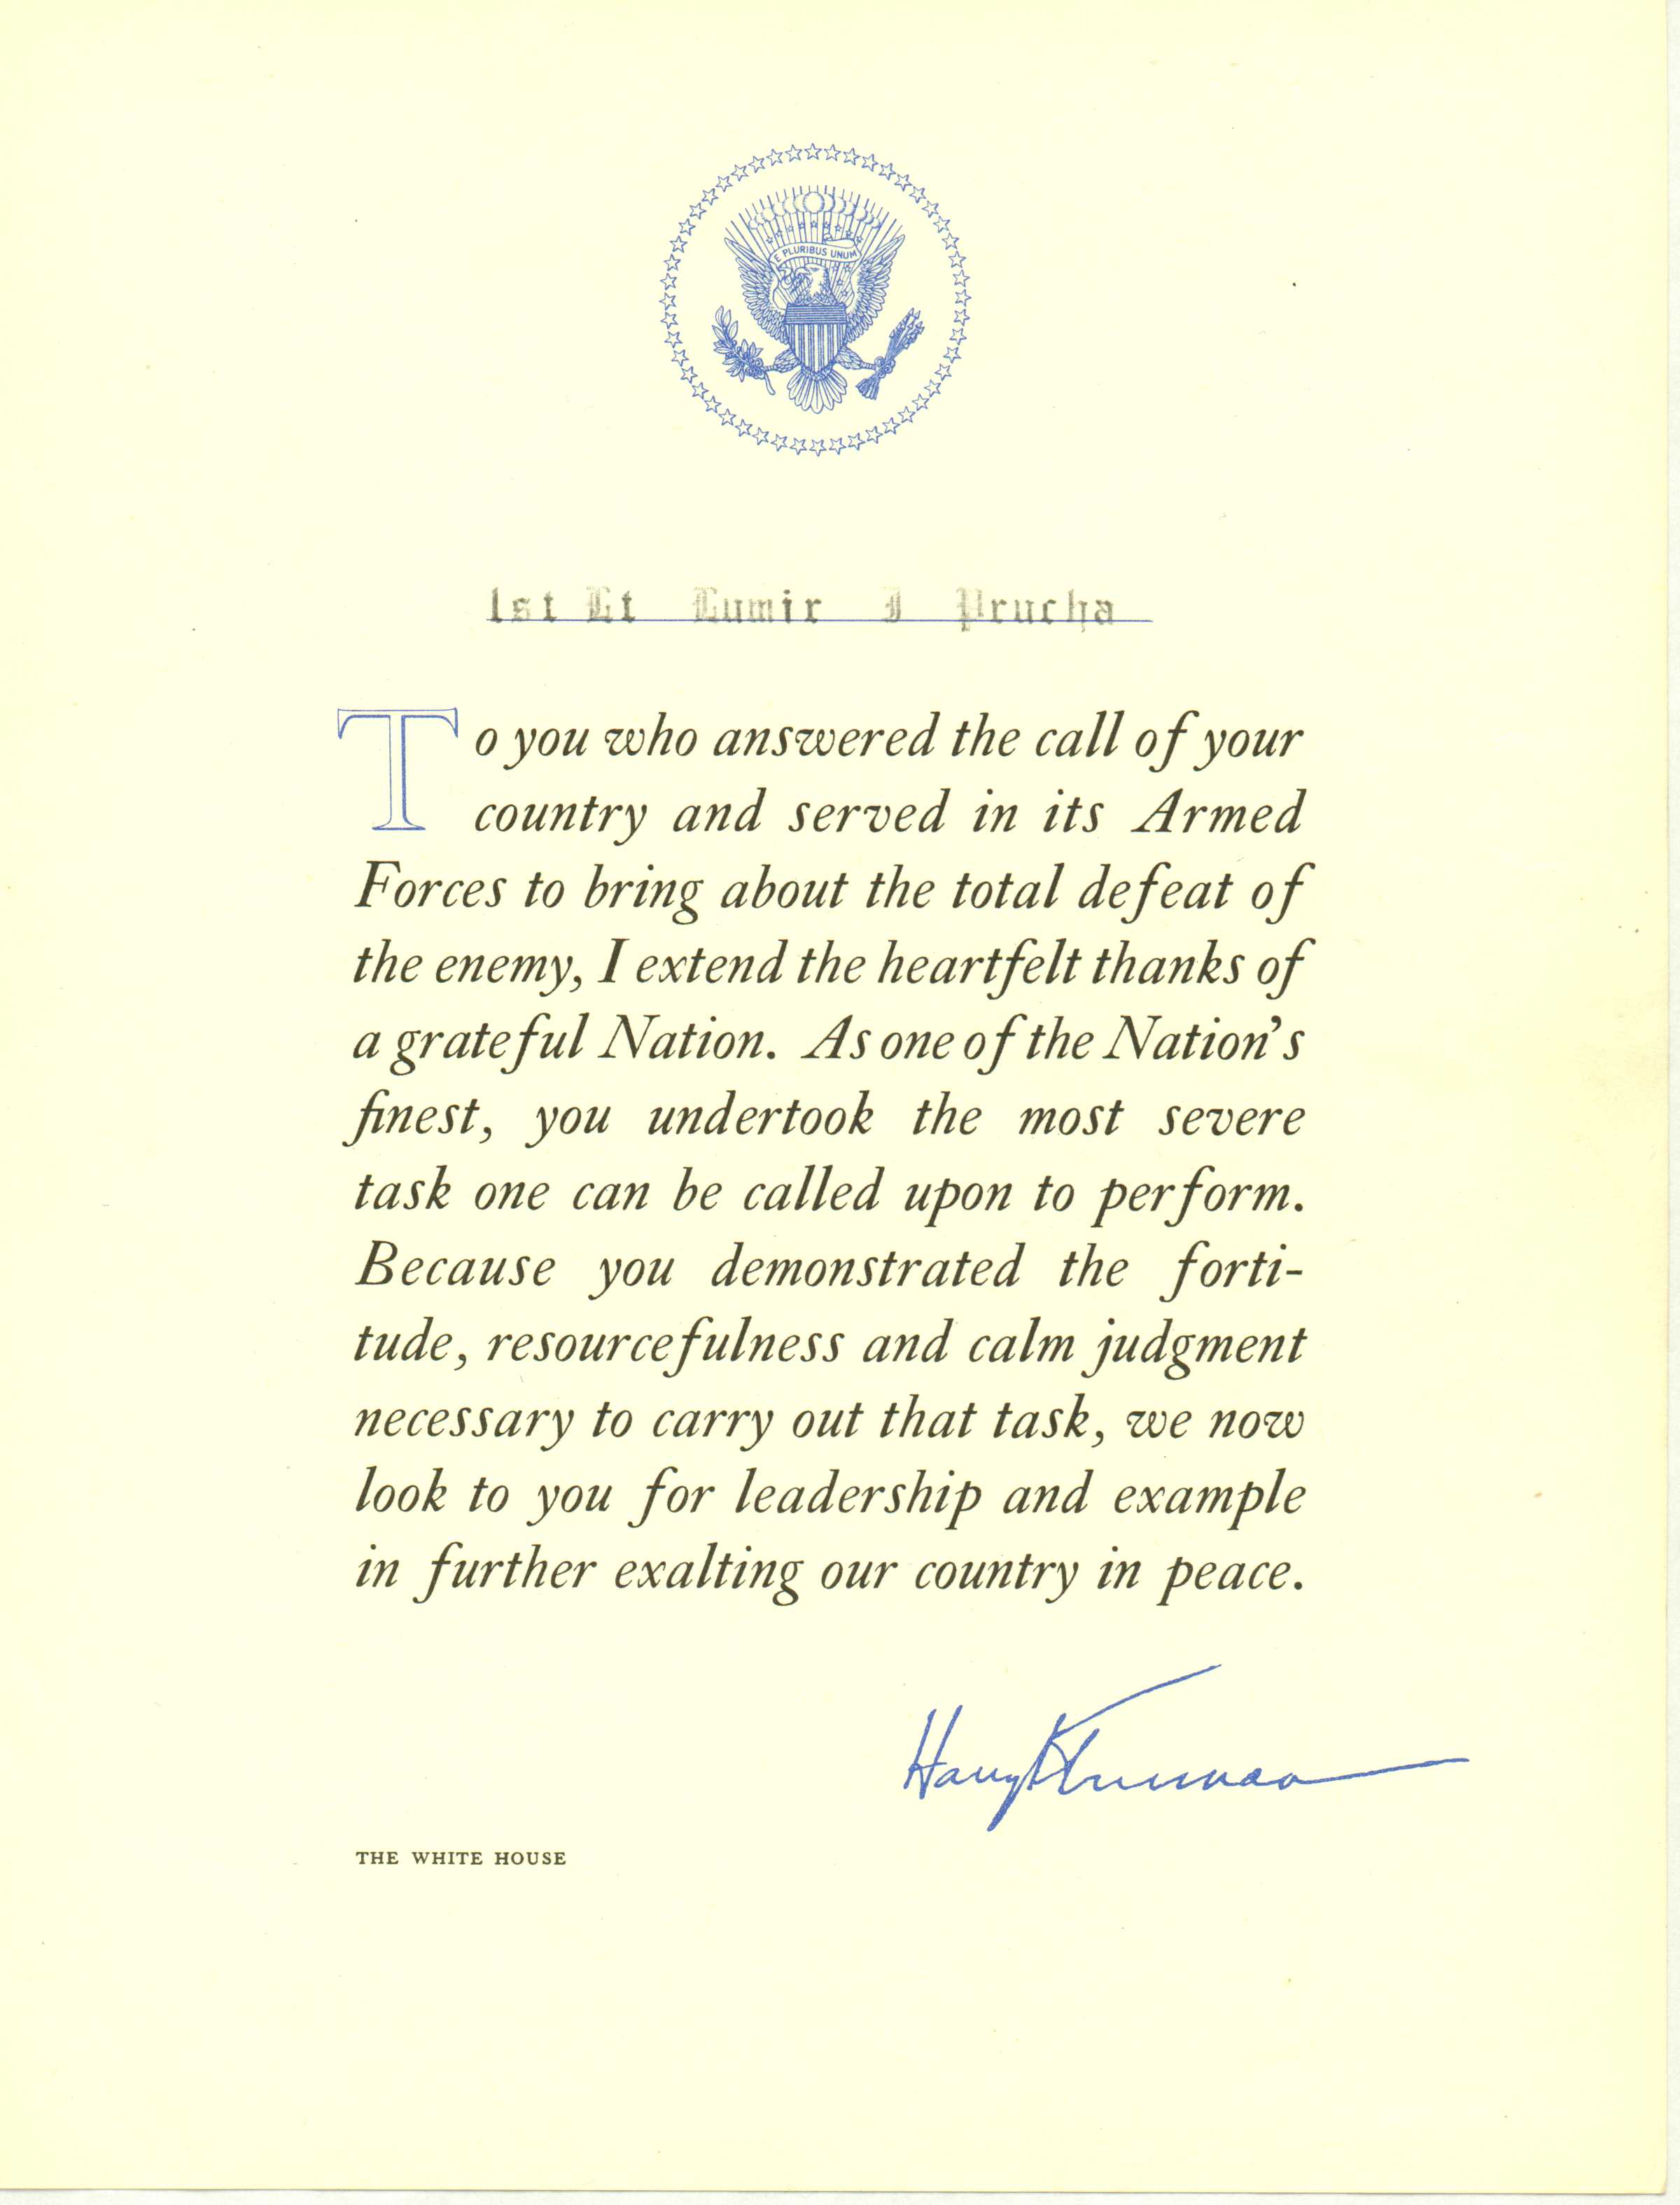 E PLURIBUS UNUM
1st Lt Lumir J Prucha
To you who answered the call of your
country and served in its Armed
Forces to bring about the total defeat of
the enemy, I extend the heartfelt thanks of
a grateful Nation. As one of the Nation's
finest, you undertook the most severe
task one can be called upon to perform.
Because you demonstrated the forti-
tude, resourcefulness and calm judgment
necessary to carry out that task, we now
look to you for leadership and example
in further exalting our country in peace.
Harry S Truman
THE WHITE HOUSE